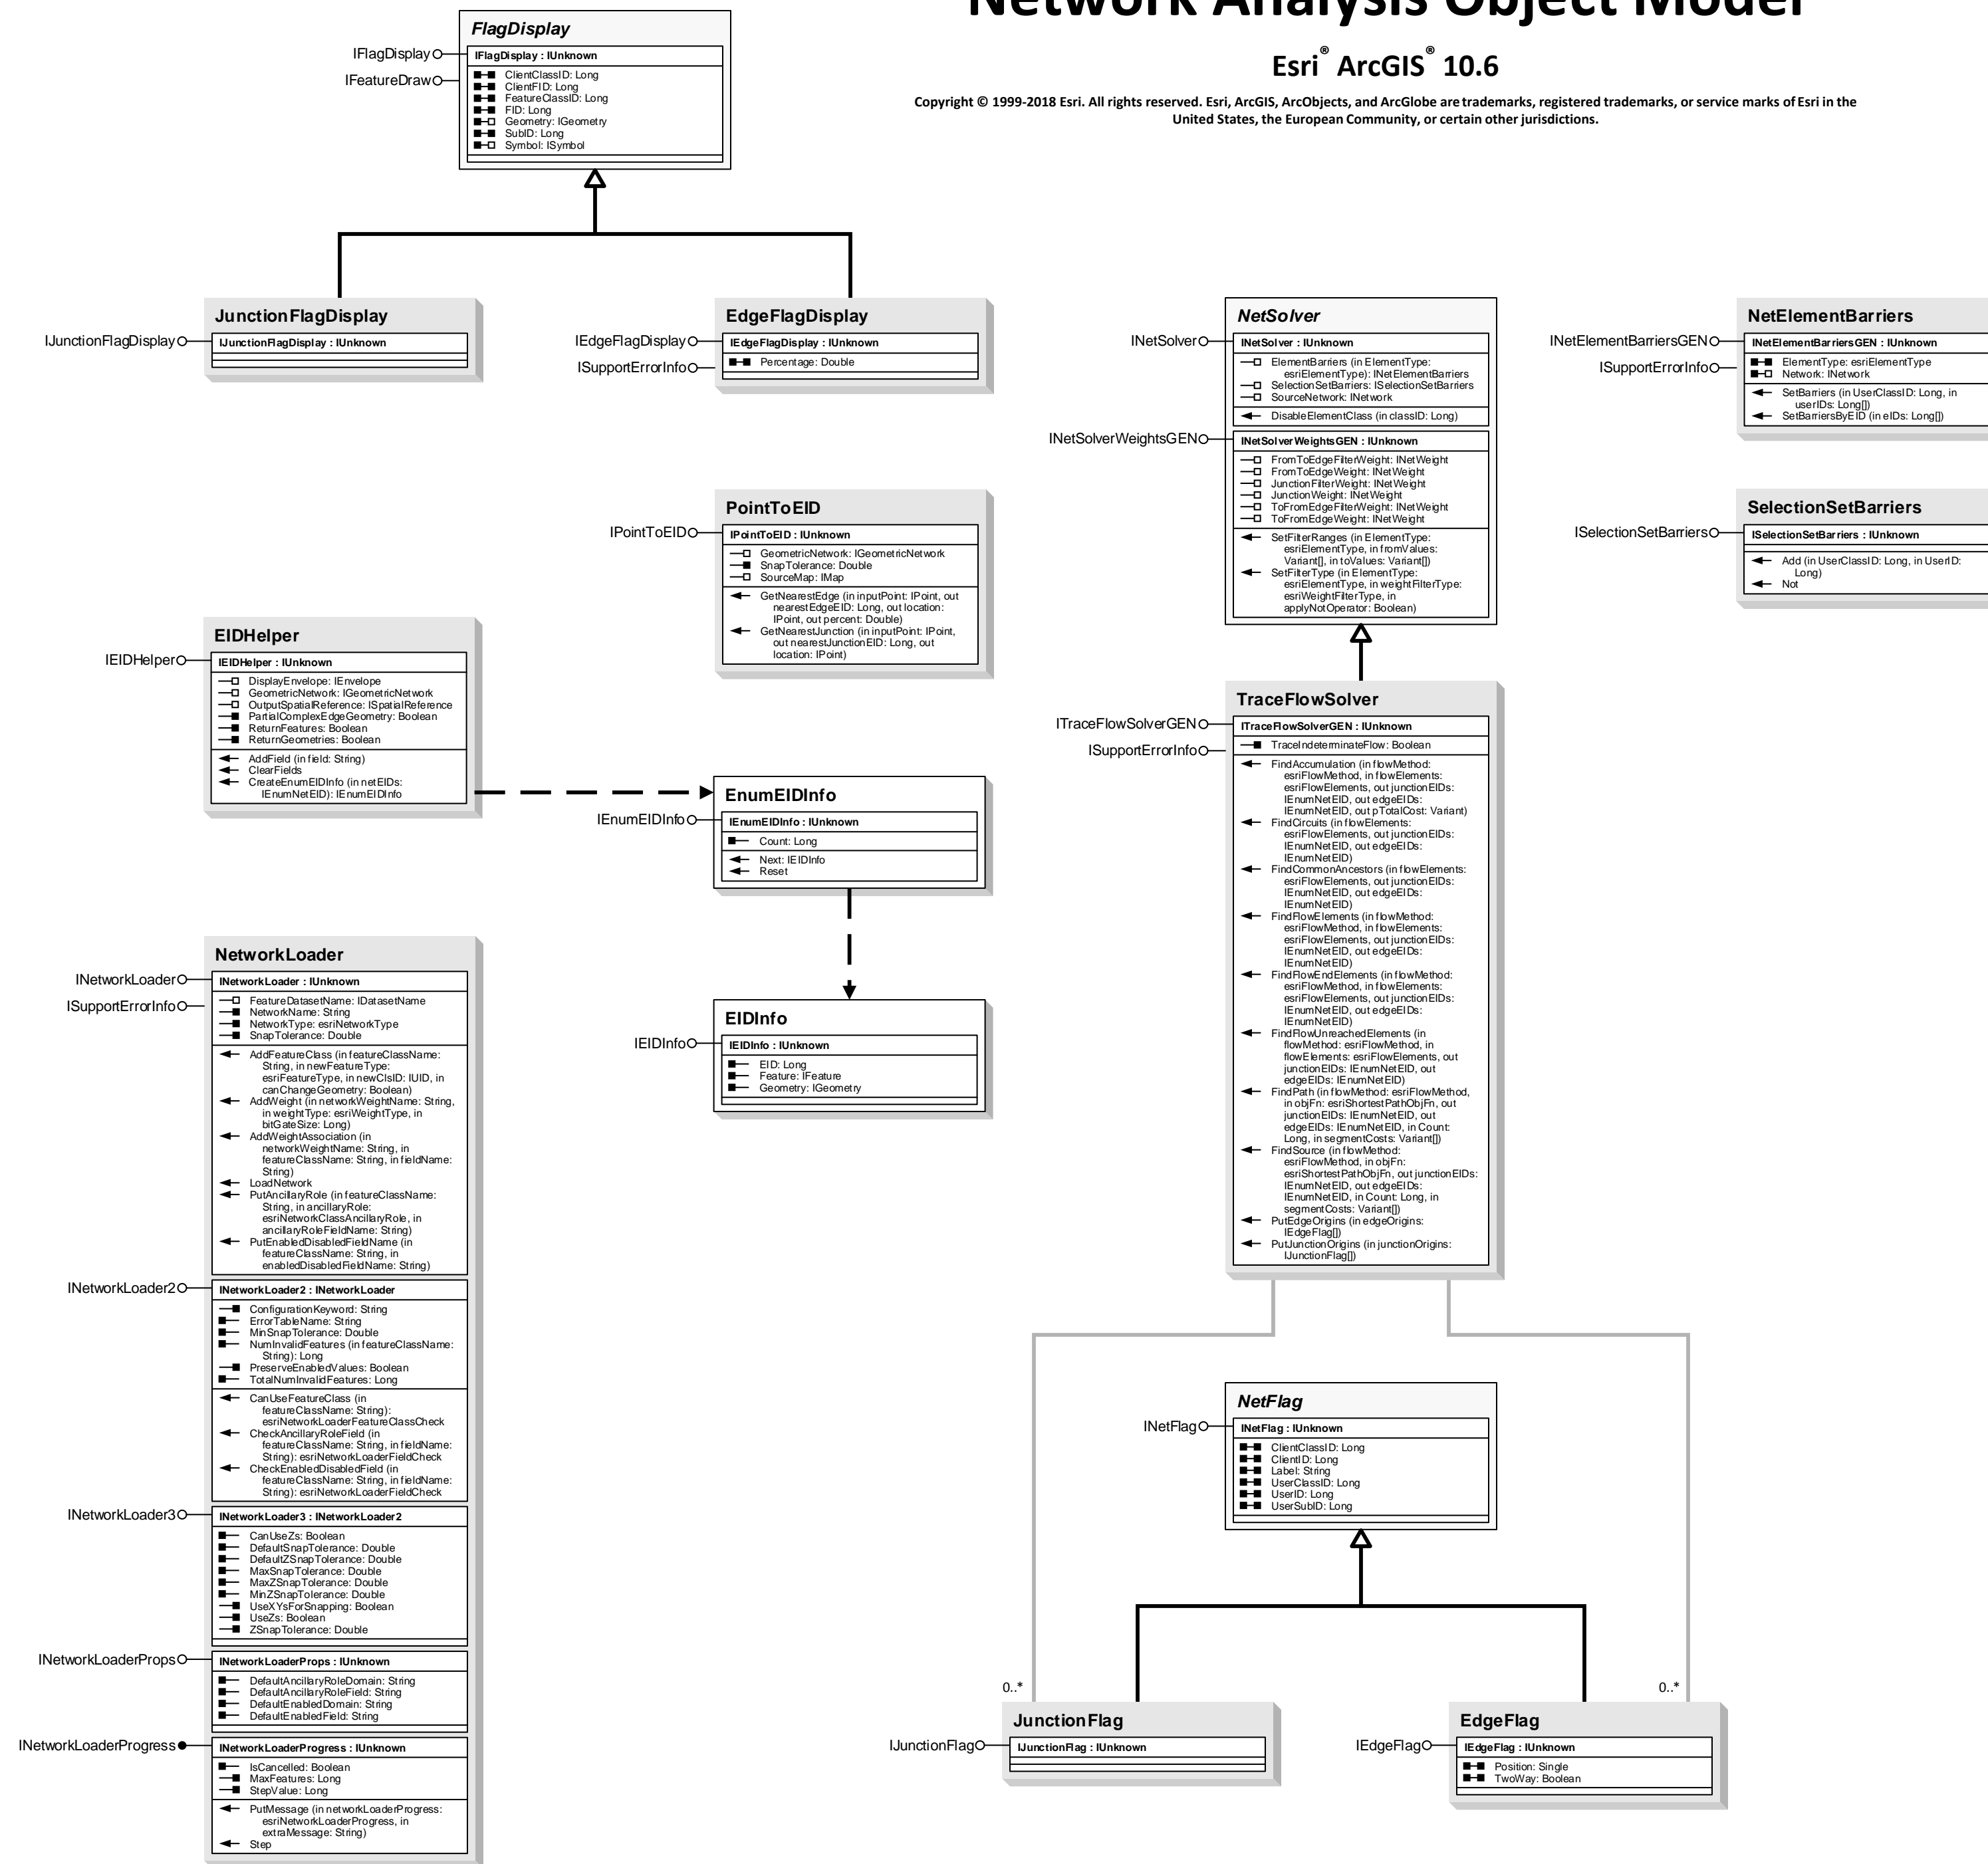 Network Analysis Object Model
Esri® ArcGIS® 10.6
Copyright © 1999-2018 Esri. All rights reserved. Esri, ArcGIS, ArcObjects, and ArcGlobe are trademarks, registered trademarks, or service marks of Esri in the
United States, the European Community, or certain other jurisdictions.
FlagDisplay
IFlagDisplay
IFeatureDraw
IFlagDisplay : IUnknown
ClientClassID: Long
ClientFID: Long
FeatureClassID: Long
FID: Long
Geometry: IGeometry
SubID: Long
Symbol: ISymbol
JunctionFlagDisplay
IJunctionFlagDisplay
IJunctionFlagDisplay : IUnknown
EdgeFlagDisplay
IEdgeFlagDisplay
ISupportErrorInfo
IEdgeFlagDisplay : IUnknown
Percentage: Double
NetSolver
INetSolver
INetSolver : IUnknown
ElementBarriers (in ElementType:
esriElementType): INetElementBarriers
SelectionSetBarriers: ISelectionSetBarriers
SourceNetwork: INetwork
DisableElementClass (in classID: Long)
INetSolverWeightsGEN
INetSolverWeightsGEN : IUnknown
FromToEdgeFilterWeight: INetWeight
FromToEdgeWeight: INetWeight
JunctionFilterWeight: INetWeight
JunctionWeight: INetWeight
ToFromEdgeFilterWeight: INetWeight
ToFromEdgeWeight: INetWeight
SetFilterRanges (in ElementType:
esriElementType, in fromValues:
Variant[], in toValues: Variant[])
SetFilterType (in ElementType:
esriElementType, in weightFilterType:
esriWeightFilterType, in
applyNotOperator: Boolean)
NetElementBarriers
INetElementBarriersGEN
ISupportErrorInfo
INetElementBarriersGEN : IUnknown
ElementType: esriElementType
Network: INetwork
SetBarriers (in UserClassID: Long, in
userIDs: Long[])
SetBarriersByEID (in eIDs: Long[])
SelectionSetBarriers
ISelectionSetBarriers
ISelectionSetBarriers : IUnknown
Add (in UserClassID: Long, in UserID:
Long)
Not
PointToEID
IPointToEID
IPointToEID : IUnknown
GeometricNetwork: IGeometricNetwork
SnapTolerance: Double
SourceMap: IMap
GetNearestEdge (in inputPoint: IPoint, out
nearestEdgeEID: Long, out location:
IPoint, out percent: Double)
GetNearestJunction (in inputPoint: IPoint,
out nearestJunctionEID: Long, out
location: IPoint)
EIDHelper
IEIDHelper
IEIDHelper : IUnknown
DisplayEnvelope: IEnvelope
GeometricNetwork: IGeometricNetwork
OutputSpatialReference: ISpatialReference
PartialComplexEdgeGeometry: Boolean
ReturnFeatures: Boolean
ReturnGeometries: Boolean
AddField (in field: String)
ClearFields
CreateEnumEIDInfo (in netEIDs:
IEnumNetEID): IEnumEIDInfo
EnumEIDInfo
IEnumEIDInfo
IEnumEIDInfo : IUnknown
Count: Long
Next: IEIDInfo
Reset
EIDInfo
IEIDInfo
IEIDInfo : IUnknown
EID: Long
Feature: IFeature
Geometry: IGeometry
TraceFlowSolver
ITraceFlowSolverGEN
ISupportErrorInfo
ITraceFlowSolverGEN : IUnknown
TraceIndeterminateFlow: Boolean
FindAccumulation (in flowMethod:
esriFlowMethod, in flowElements:
esriFlowElements, out junctionEIDs:
IEnumNetEID, out edgeEIDs:
IEnumNetEID, out pTotalCost: Variant)
FindCircuits (in flowElements:
esriFlowElements, out junctionEIDs:
IEnumNetEID, out edgeEIDs:
IEnumNetEID)
FindCommonAncestors (in flowElements:
esriFlowElements, out junctionEIDs:
IEnumNetEID, out edgeEIDs:
IEnumNetEID)
FindFlowElements (in flowMethod:
esriFlowMethod, in flowElements:
esriFlowElements, out junctionEIDs:
IEnumNetEID, out edgeEIDs:
IEnumNetEID)
FindFlowEndElements (in flowMethod:
esriFlowMethod, in flowElements:
esriFlowElements, out junctionEIDs:
IEnumNetEID, out edgeEIDs:
IEnumNetEID)
FindFlowUnreachedElements (in
flowMethod: esriFlowMethod, in
flowElements: esriFlowElements, out
junctionEIDs: IEnumNetEID, out
edgeEIDs: IEnumNetEID)
FindPath (in flowMethod: esriFlowMethod,
in objFn: esriShortestPathObjFn, out
junctionEIDs: IEnumNetEID, out
edgeEIDs: IEnumNetEID, in Count:
Long, in segmentCosts: Variant[])
FindSource (in flowMethod:
esriFlowMethod, in objFn:
esriShortestPathObjFn, out junctionEIDs:
IEnumNetEID, out edgeEIDs:
IEnumNetEID, in Count: Long, in
segmentCosts: Variant[])
PutEdgeOrigins (in edgeOrigins:
IEdgeFlag[])
PutJunctionOrigins (in junctionOrigins:
IJunctionFlag[])
NetworkLoader
INetworkLoader
ISupportErrorInfo
INetworkLoader : IUnknown
FeatureDatasetName: IDatasetName
NetworkName: String
NetworkType: esriNetworkType
SnapTolerance: Double
AddFeatureClass (in featureClassName:
String, in newFeatureType:
esriFeatureType, in newClsID: IUID, in
canChangeGeometry: Boolean)
AddWeight (in networkWeightName: String,
in weightType: esriWeightType, in
bitGateSize: Long)
AddWeightAssociation (in
networkWeightName: String, in
featureClassName: String, in fieldName:
String)
LoadNetwork
PutAncillaryRole (in featureClassName:
String, in ancillaryRole:
esriNetworkClassAncillaryRole, in
ancillaryRoleFieldName: String)
PutEnabledDisabledFieldName (in
featureClassName: String, in
enabledDisabledFieldName: String)
INetworkLoader2
INetworkLoader2 : INetworkLoader
ConfigurationKeyword: String
ErrorTableName: String
MinSnapTolerance: Double
NumInvalidFeatures (in featureClassName:
String): Long
PreserveEnabledValues: Boolean
TotalNumInvalidFeatures: Long
CanUseFeatureClass (in
featureClassName: String):
esriNetworkLoaderFeatureClassCheck
CheckAncillaryRoleField (in
featureClassName: String, in fieldName:
String): esriNetworkLoaderFieldCheck
CheckEnabledDisabledField (in
featureClassName: String, in fieldName:
String): esriNetworkLoaderFieldCheck
INetworkLoader3
INetworkLoader3 : INetworkLoader2
CanUseZs: Boolean
DefaultSnapTolerance: Double
DefaultZSnapTolerance: Double
MaxSnapTolerance: Double
MaxZSnapTolerance: Double
MinZSnapTolerance: Double
UseXYsForSnapping: Boolean
UseZs: Boolean
ZSnapTolerance: Double
INetworkLoaderProps
INetworkLoaderProps : IUnknown
DefaultAncillaryRoleDomain: String
DefaultAncillaryRoleField: String
DefaultEnabledDomain: String
DefaultEnabledField: String
INetworkLoaderProgress
INetworkLoaderProgress : IUnknown
IsCancelled: Boolean
MaxFeatures: Long
StepValue: Long
PutMessage (in networkLoaderProgress:
esriNetworkLoaderProgress, in
extraMessage: String)
Step
NetFlag
INetFlag
INetFlag : IUnknown
ClientClassID: Long
ClientID: Long
Label: String
UserClassID: Long
UserID: Long
UserSubID: Long
0..*
0..*
JunctionFlag
IJunctionFlag
IJunctionFlag : IUnknown
EdgeFlag
IEdgeFlag
IEdgeFlag : IUnknown
Position: Single
TwoWay: Boolean